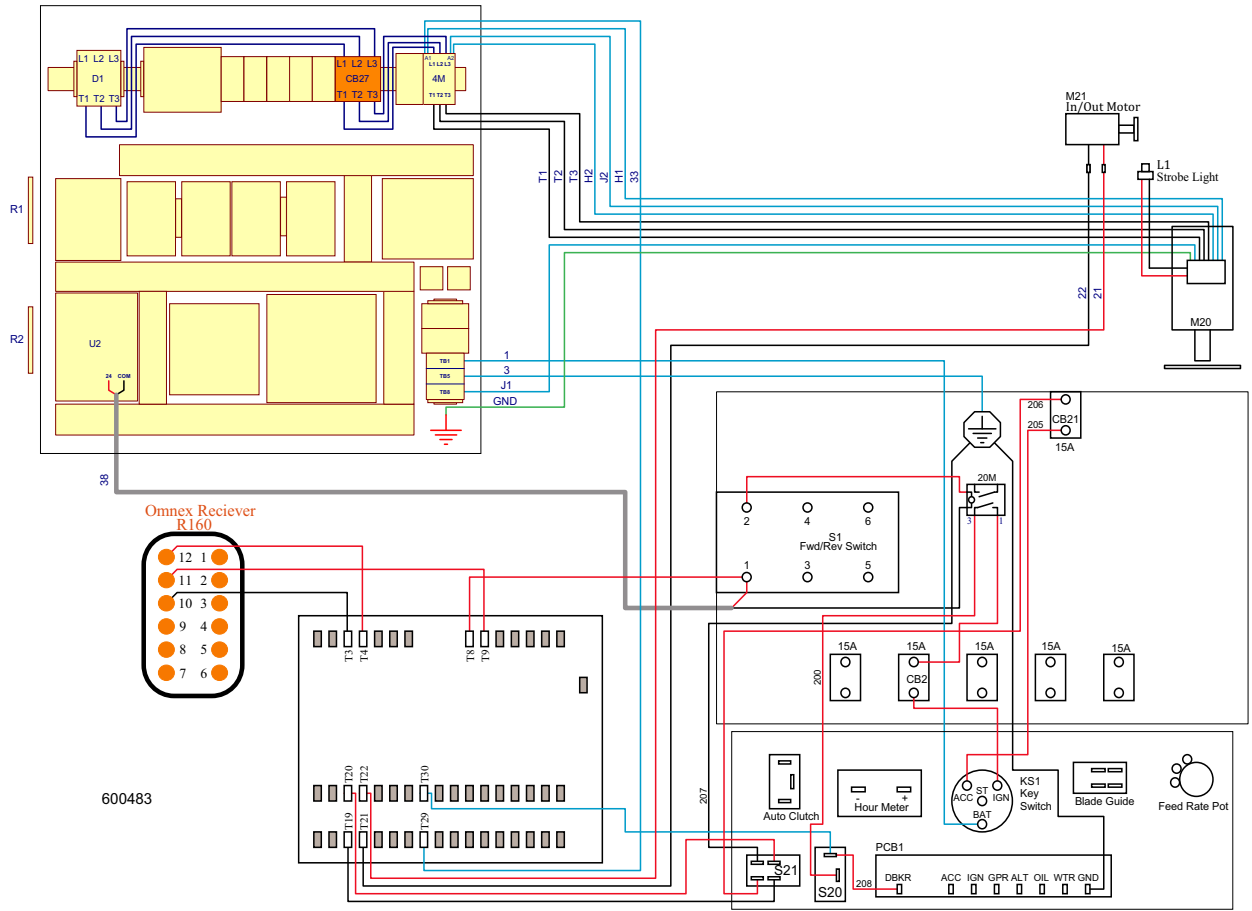 L1 L2 L3
D1
T1 T2 T3
L1 L2 L3
CB27
T1 T2 T3
A1 A2
L1 L2 L3
4M
T1 T2 T3
M21
In/Out Motor
L1
Strobe Light
T1
T2
T3
H2
J2
H1
33
R1
R2
U2
24 COM
TB1
TB5
TB8
1
3
J1
GND
22
21
M20
38
206
CB21
205
15A
20M
3 1
2 4 6
S1
Fwd/Rev Switch
1 3 5
Omnex Reciever
R160
12 1
11 2
10 3
9 4
8 5
7 6
T3
T4
T8
T9
T20
T22
T30
T19
T21
T29
600483
200
15A 15A 15A 15A 15A
CB2
207
Auto Clutch
- +
Hour Meter
ACC ST IGN
BAT
KS1
Key
Switch
Blade Guide
Feed Rate Pot
S21
S20
208
PCB1
DBKR ACC IGN GPR ALT OIL WTR GND